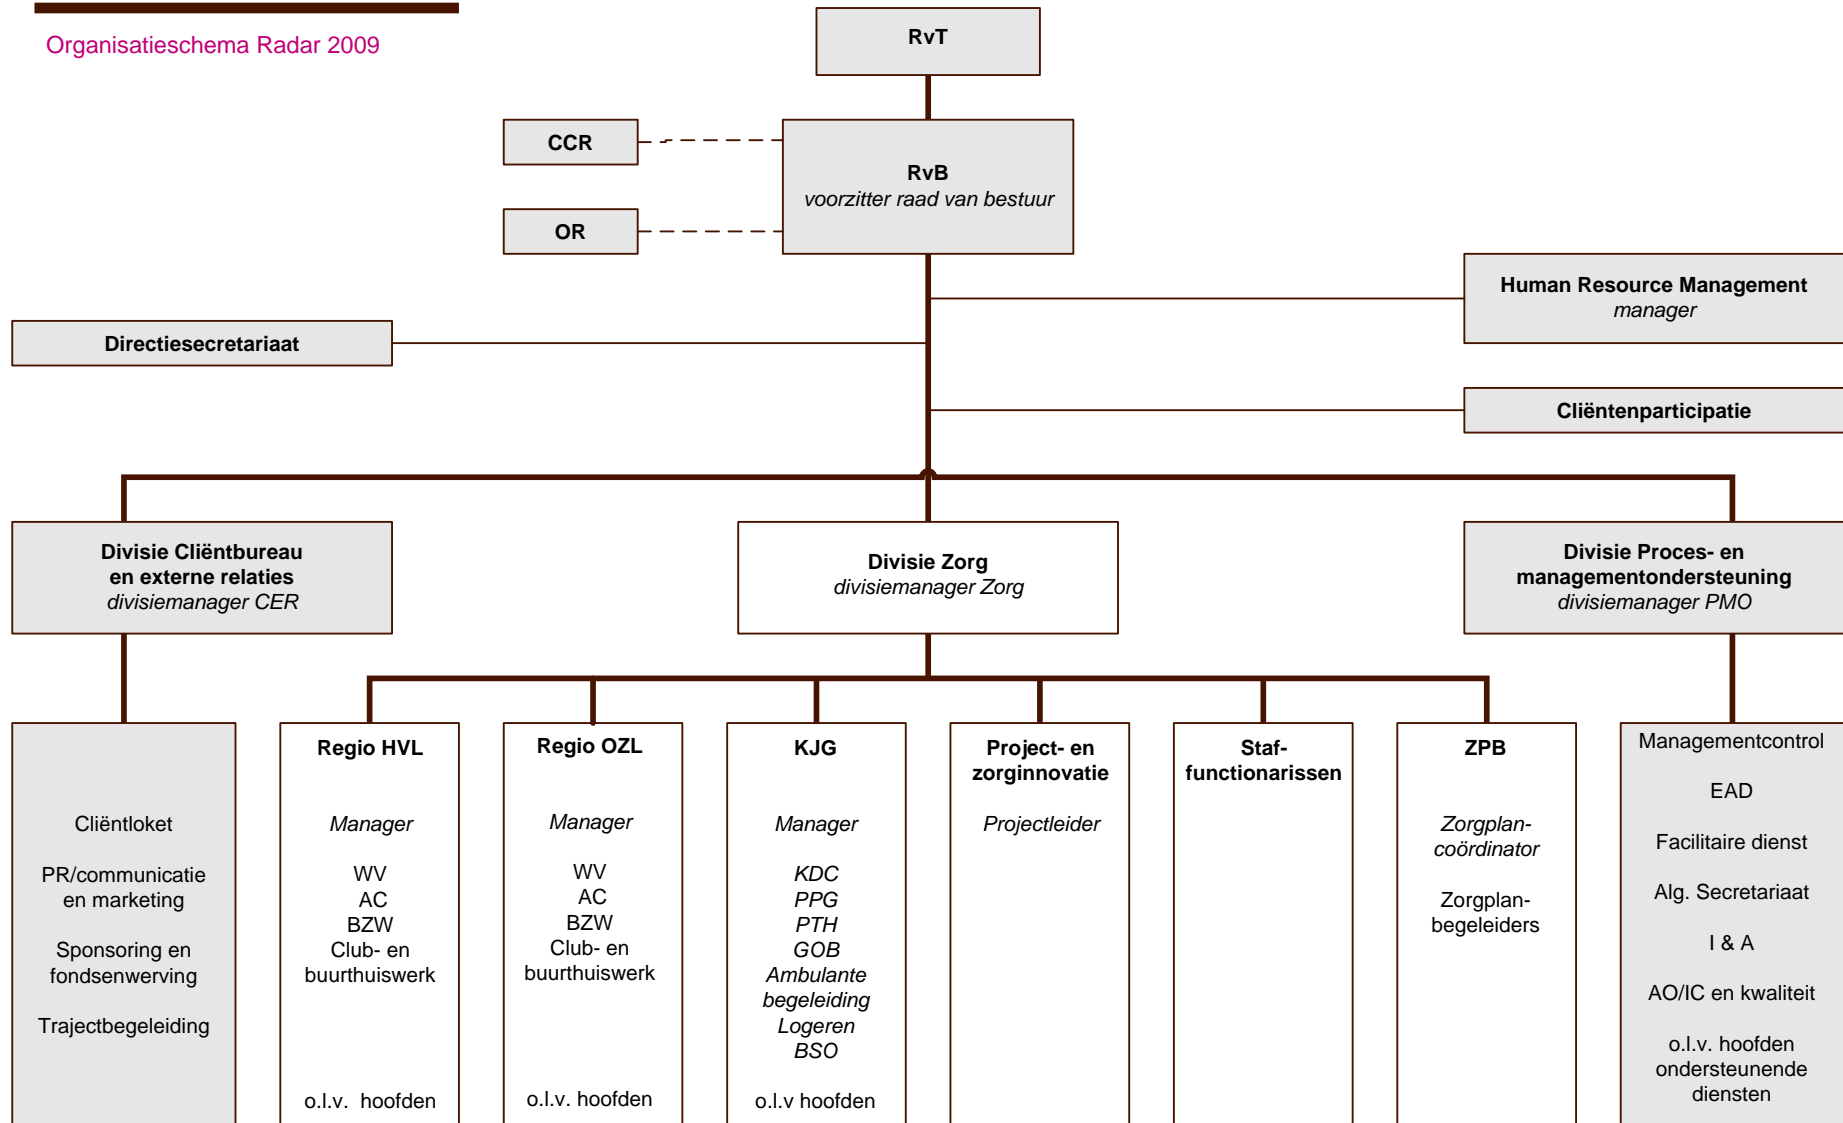 Organisatieschema Radar 2009
RvT
CCR
RvB
voorzitter raad van bestuur
OR
Human Resource Management
manager
Directiesecretariaat
Cliëntenparticipatie
Divisie Cliëntbureau
en externe relaties
divisiemanager CER
Divisie Zorg
divisiemanager Zorg
Divisie Proces- en
managementondersteuning
divisiemanager PMO
Cliëntloket
PR/communicatie
en marketing
Sponsoring en
fondsenwerving
Trajectbegeleiding
Regio HVL
Manager
WV
AC
BZW
Club- en
buurthuiswerk
o.l.v. hoofden
Regio OZL
Manager
WV
AC
BZW
Club- en
buurthuiswerk
o.l.v. hoofden
KJG
Manager
KDC
PPG
PTH
GOB
Ambulante
begeleiding
Logeren
BSO
o.l.v hoofden
Project- en
zorginnovatie
Projectleider
Staf-
functionarissen
ZPB
Zorgplan-
coördinator
Zorgplan-
begeleiders
Managementcontrol
EAD
Facilitaire dienst
Alg. Secretariaat
I & A
AO/IC en kwaliteit
o.l.v. hoofden
ondersteunende
diensten